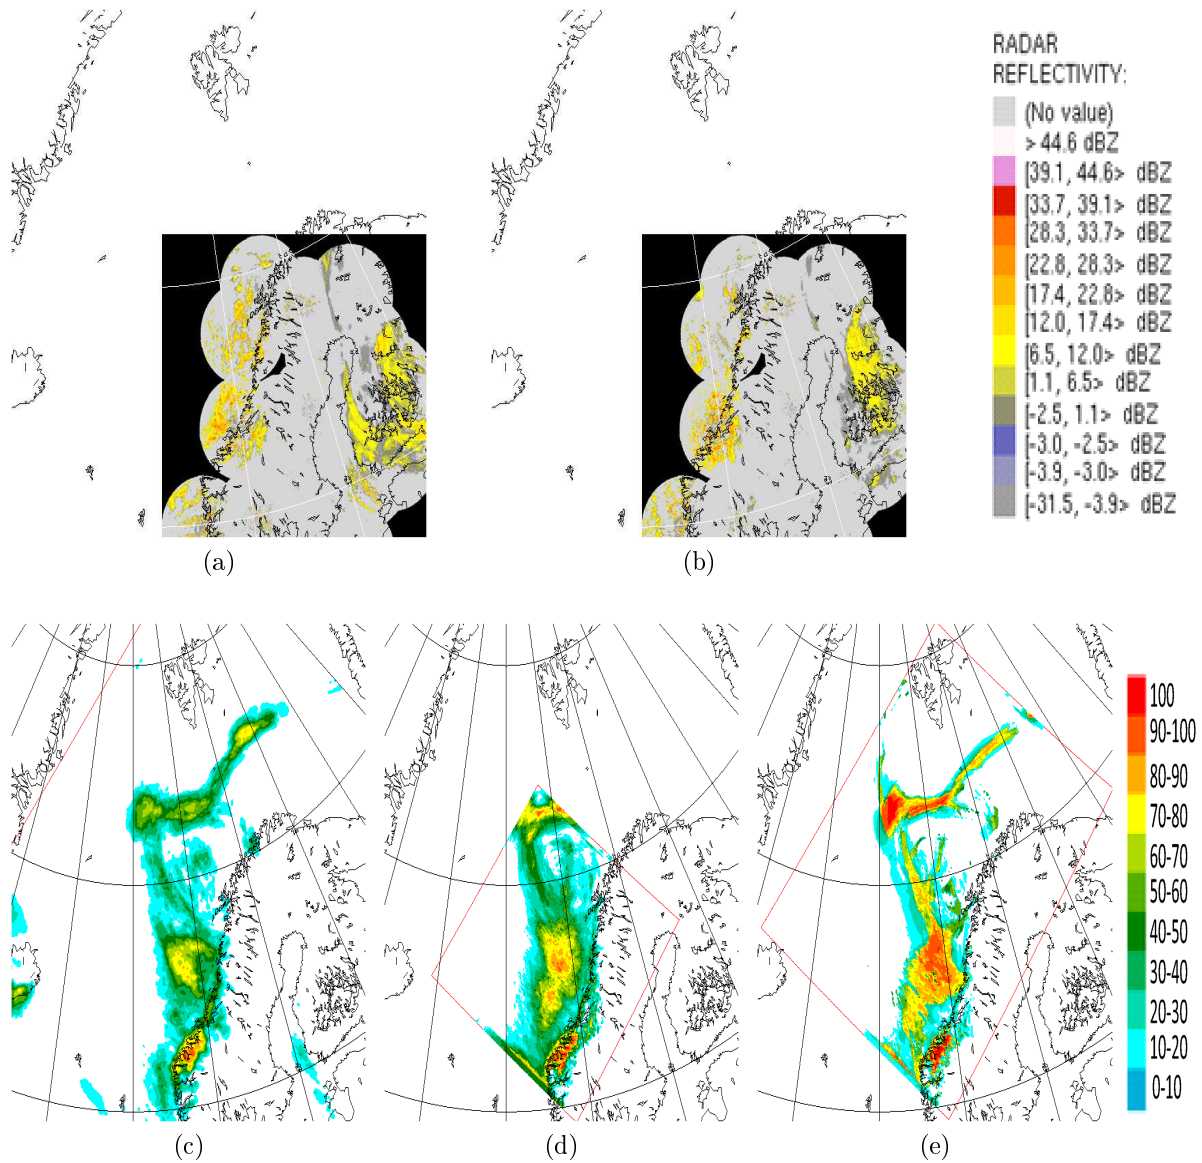 RADAR
REFLECTIVITY:
(No value)
> 44.6 dBZ
[39.1, 44.6> dBZ
[33.7, 39.1> dBZ
[28.3, 33.7> dBZ
[22.8, 28.3> dBZ
[17.4, 22.8> dBZ
[12.0, 17.4> dBZ
[6.5, 12.0> dBZ
[1.1, 6.5> dBZ
[-2.5, 1.1> dBZ
[-3.0, -2.5> dBZ
[-3.9, -3.0> dBZ
[-31.5, -3.9> dBZ
(a)
(b)
100
90-100
80-90
70-80
60-70
50-60
40-50
30-40
20-30
10-20
0-10
(c)
(d)
(e)